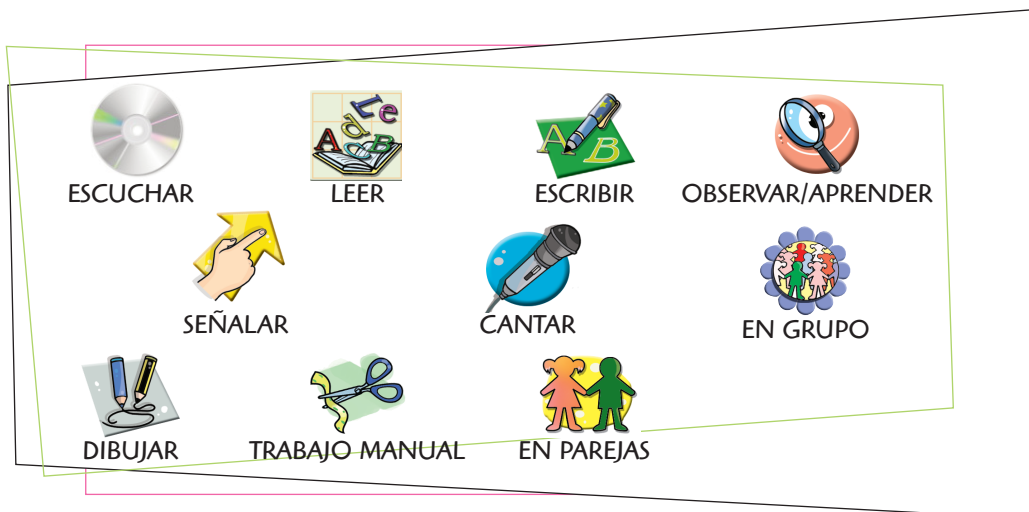 ESCUCHAR LEER ESCRIBIR OBSERVAR/APRENDER
SEÑALAR CANTAR EN GRUPO
DIBUJAR TRABAJO MANUAL EN PAREJAS